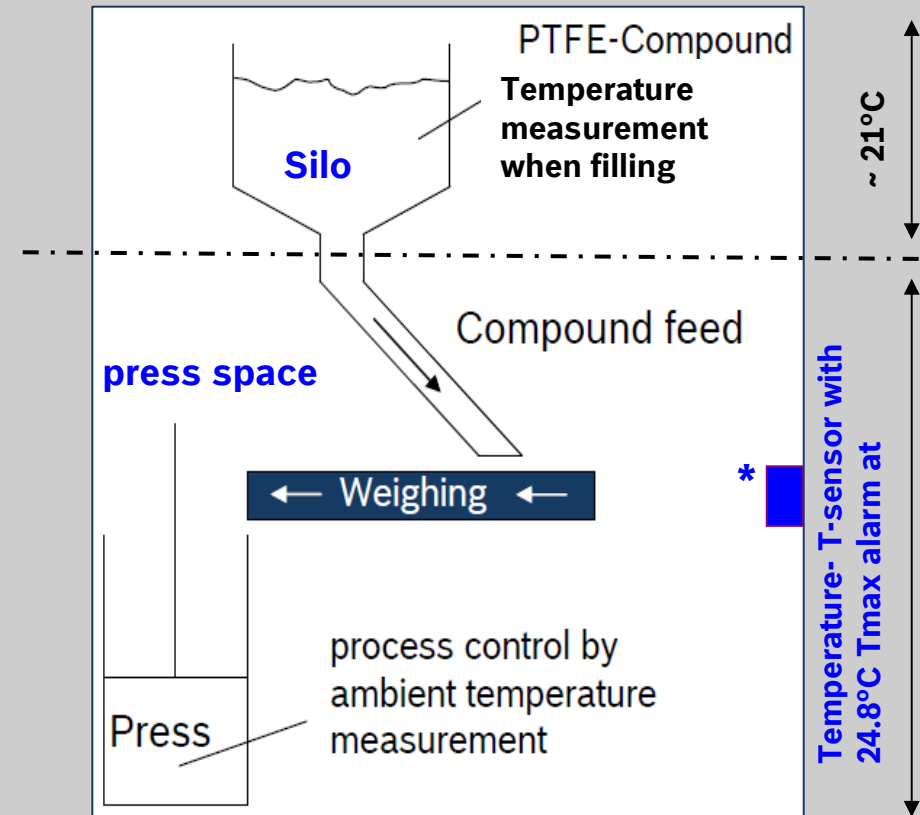 PTFE-Compound
Temperature
measurement
when filling
Silo
~ 21°C
Compound feed
press space
Weighing
*
Temperature- T-sensor with
24.8°C Tmax alarm at
process control by
ambient temperature
measurement
Press